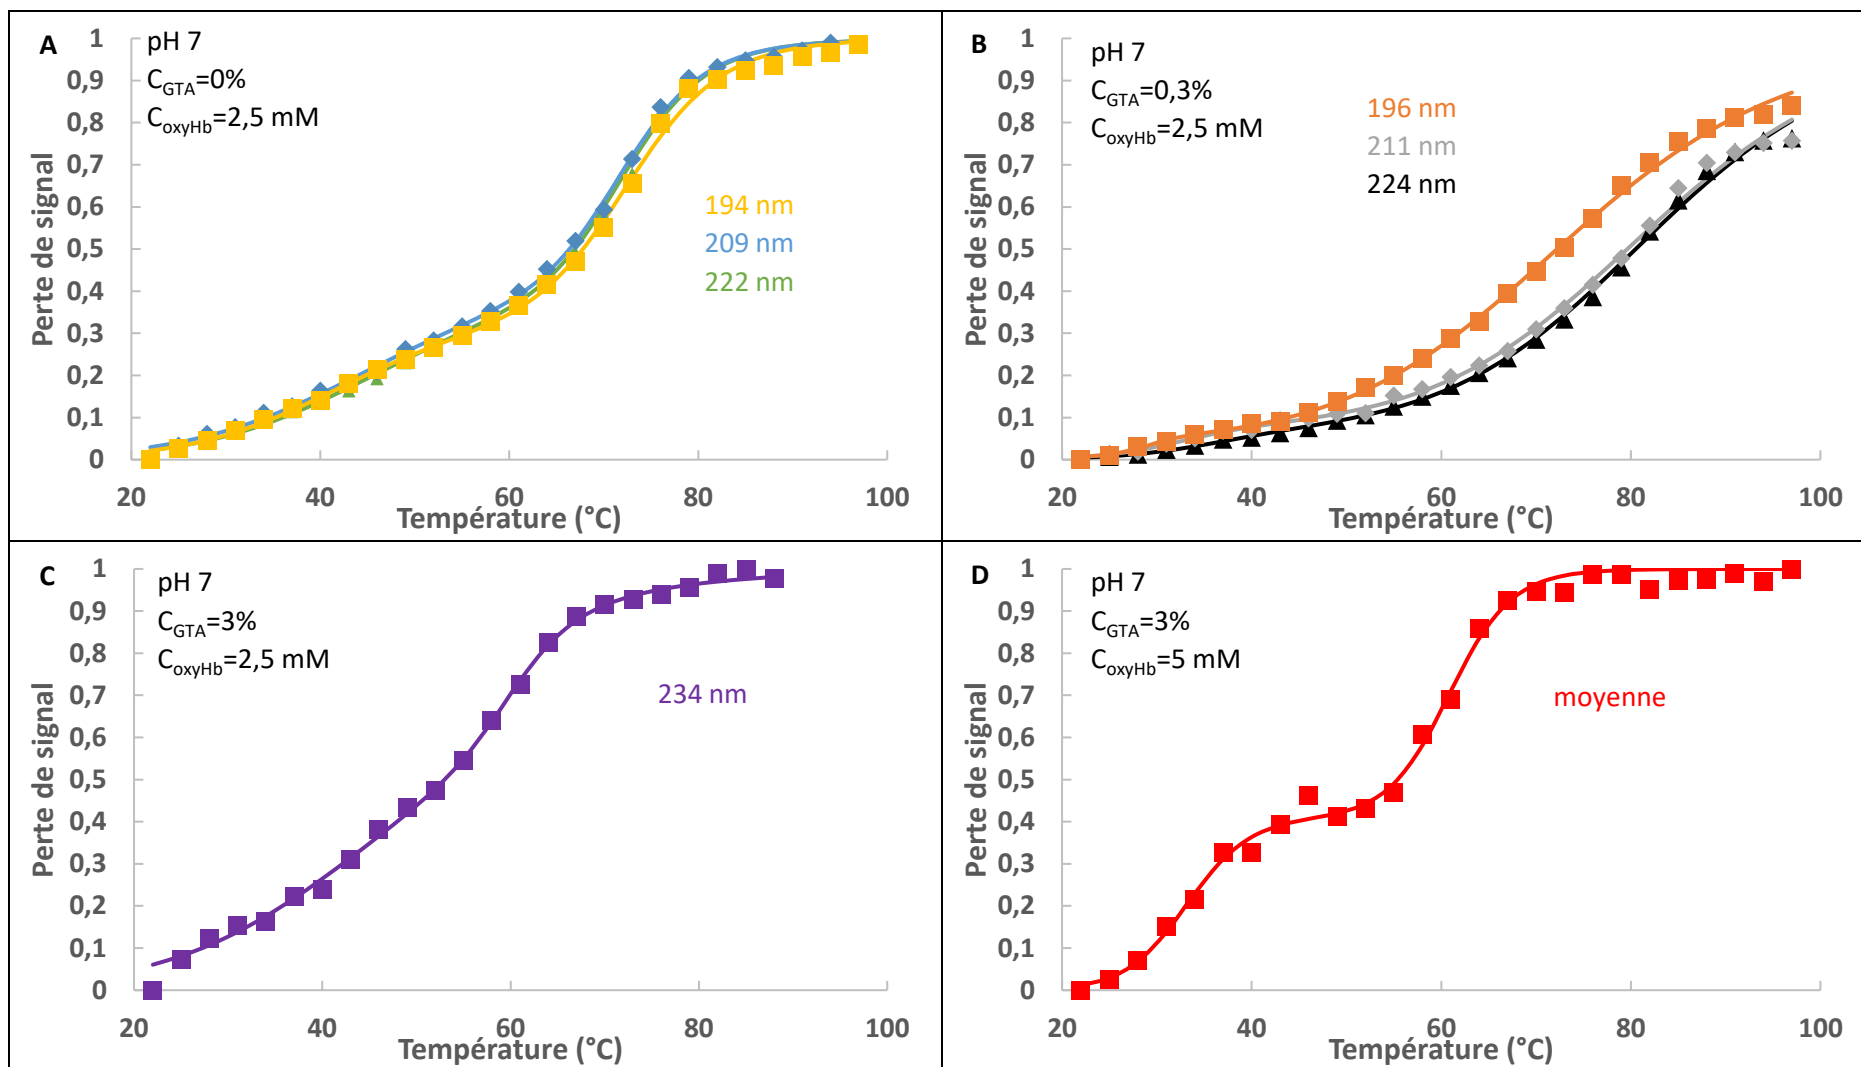 A
pH 7
C_GTA=0%
C_oxyHb=2,5 mM
194 nm
209 nm
222 nm
Perte de signal
1
0,9
0,8
0,7
0,6
0,5
0,4
0,3
0,2
0,1
0
20 40 60 80 100
Température (°C)
B
pH 7
C_GTA=0,3%
C_oxyHb=2,5 mM
196 nm
211 nm
224 nm
Perte de signal
1
0,9
0,8
0,7
0,6
0,5
0,4
0,3
0,2
0,1
0
20 40 60 80 100
Température (°C)
C
pH 7
C_GTA=3%
C_oxyHb=2,5 mM
234 nm
Perte de signal
1
0,9
0,8
0,7
0,6
0,5
0,4
0,3
0,2
0,1
0
20 40 60 80 100
Température (°C)
D
pH 7
C_GTA=3%
C_oxyHb=5 mM
moyenne
Perte de signal
1
0,9
0,8
0,7
0,6
0,5
0,4
0,3
0,2
0,1
0
20 40 60 80 100
Température (°C)